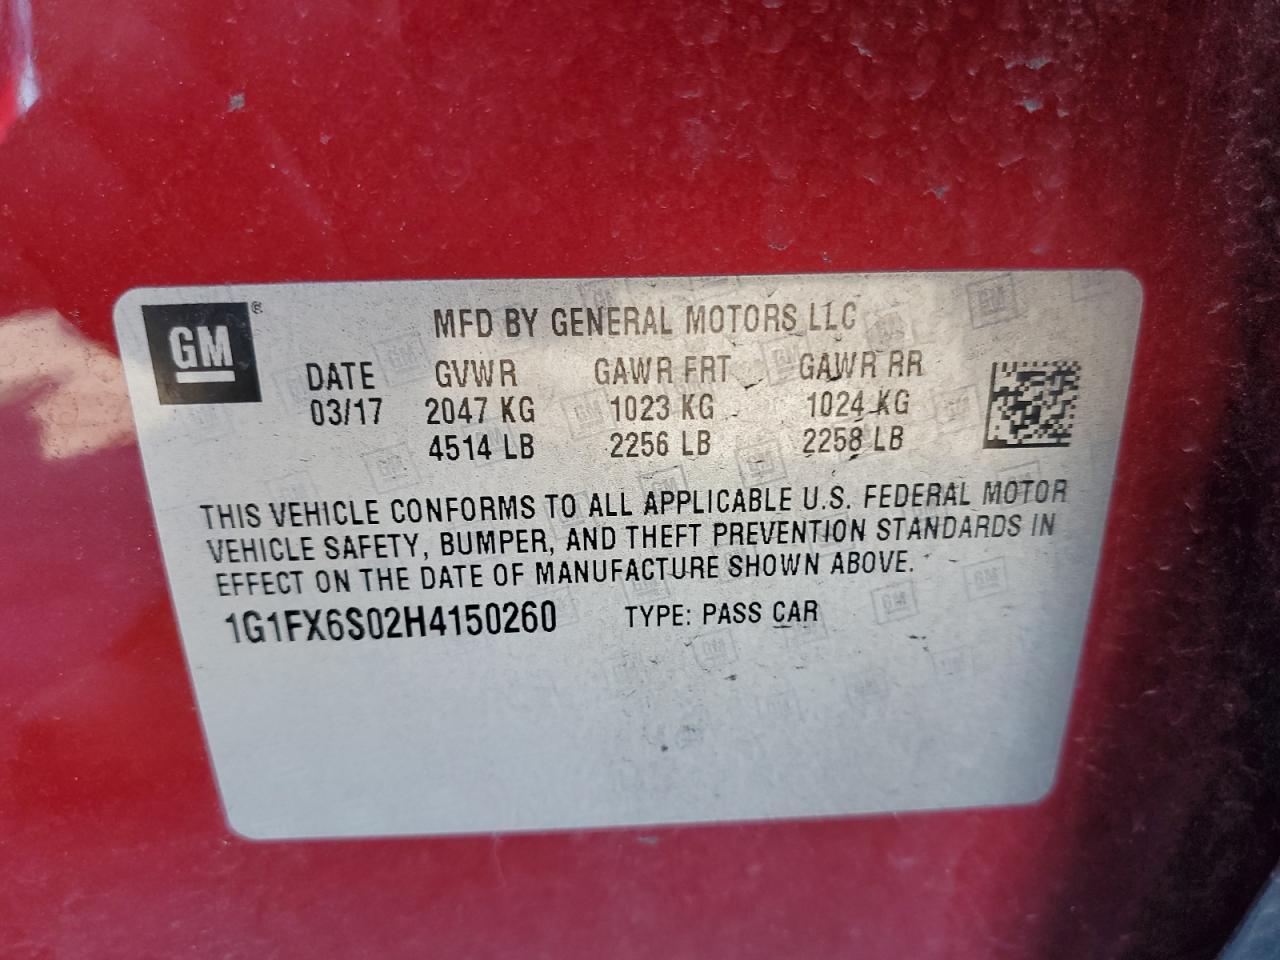 GM ®
MFD BY GENERAL MOTORS LLC
DATE GVWR GAWR FRT GAWR RR
03/17 2047 KG 1023 KG 1024 KG
4514 LB 2256 LB 2258 LB
THIS VEHICLE CONFORMS TO ALL APPLICABLE U.S. FEDERAL MOTOR
VEHICLE SAFETY, BUMPER, AND THEFT PREVENTION STANDARDS IN
EFFECT ON THE DATE OF MANUFACTURE SHOWN ABOVE.
1G1FX6S02H4150260 TYPE: PASS CAR